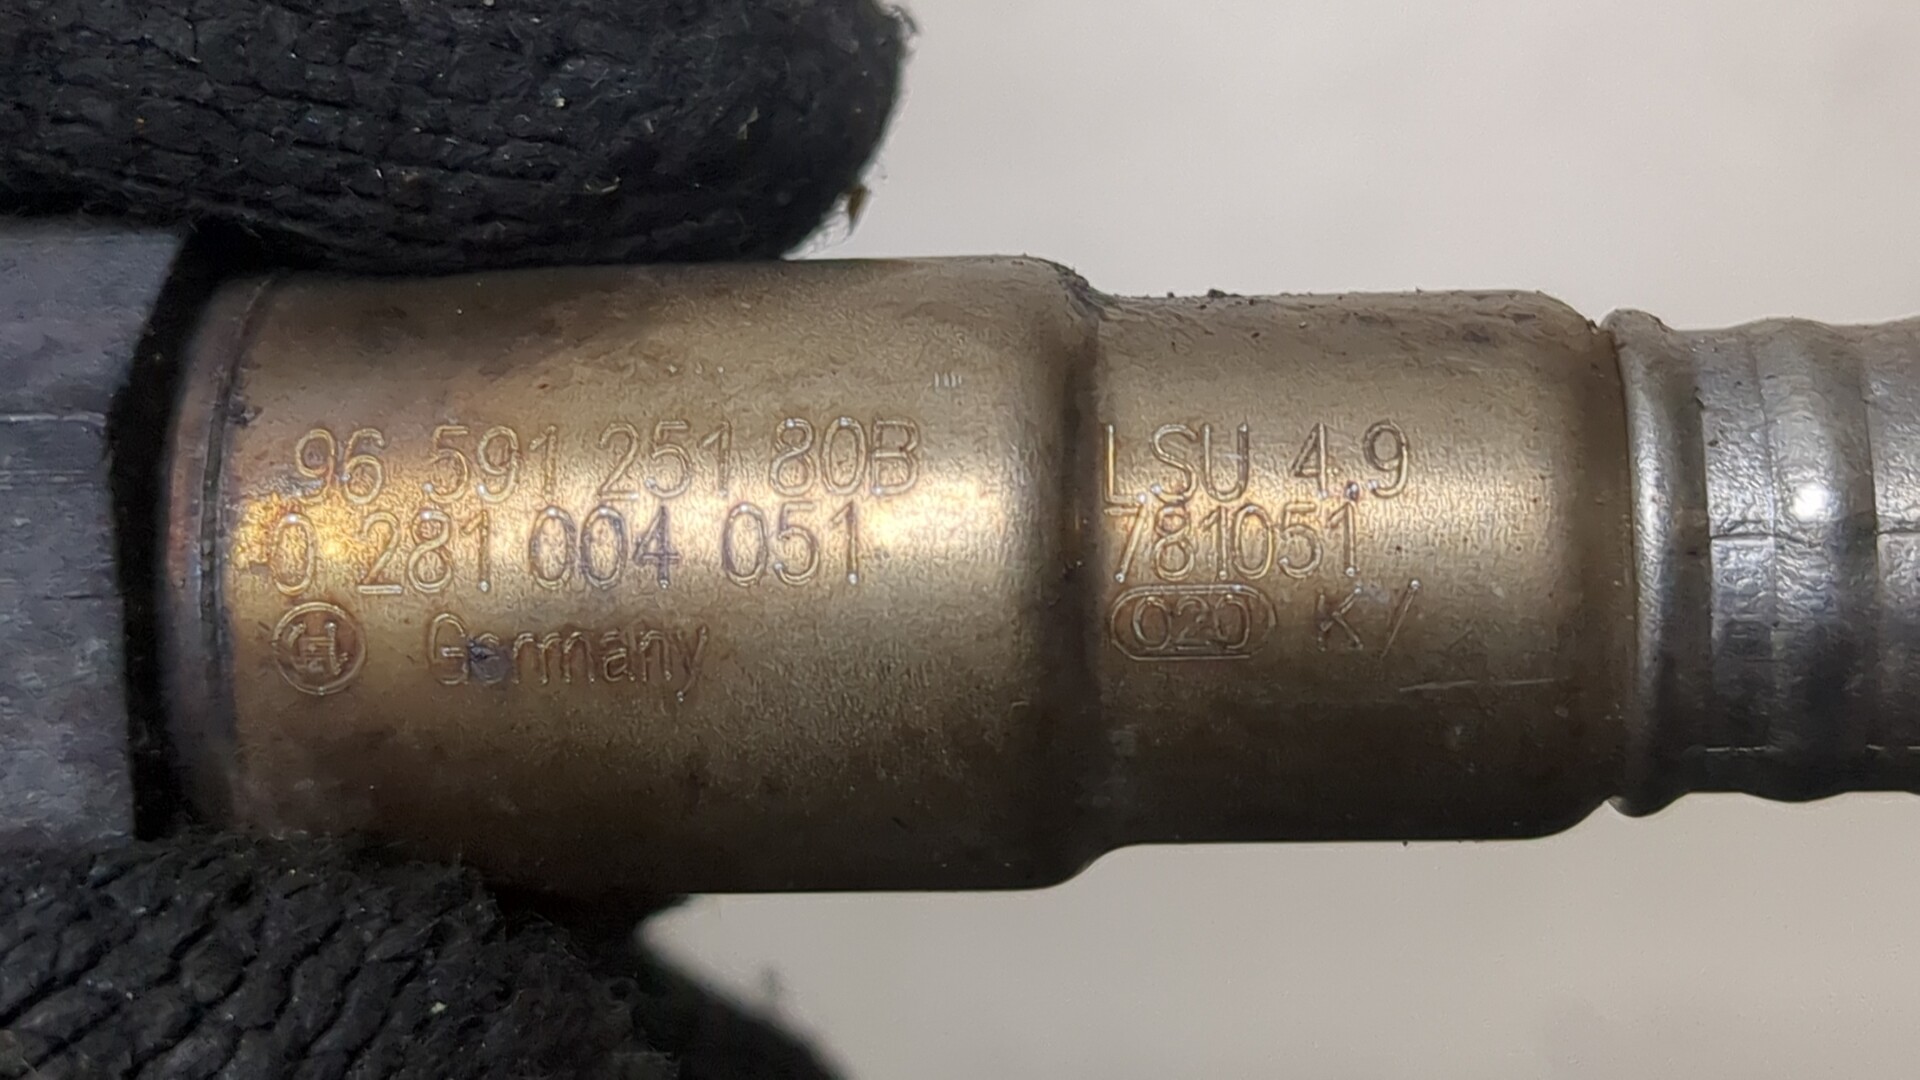 96 591 251 80B
0 281 004 051
Germany
LSU 4.9
781051
020 K/